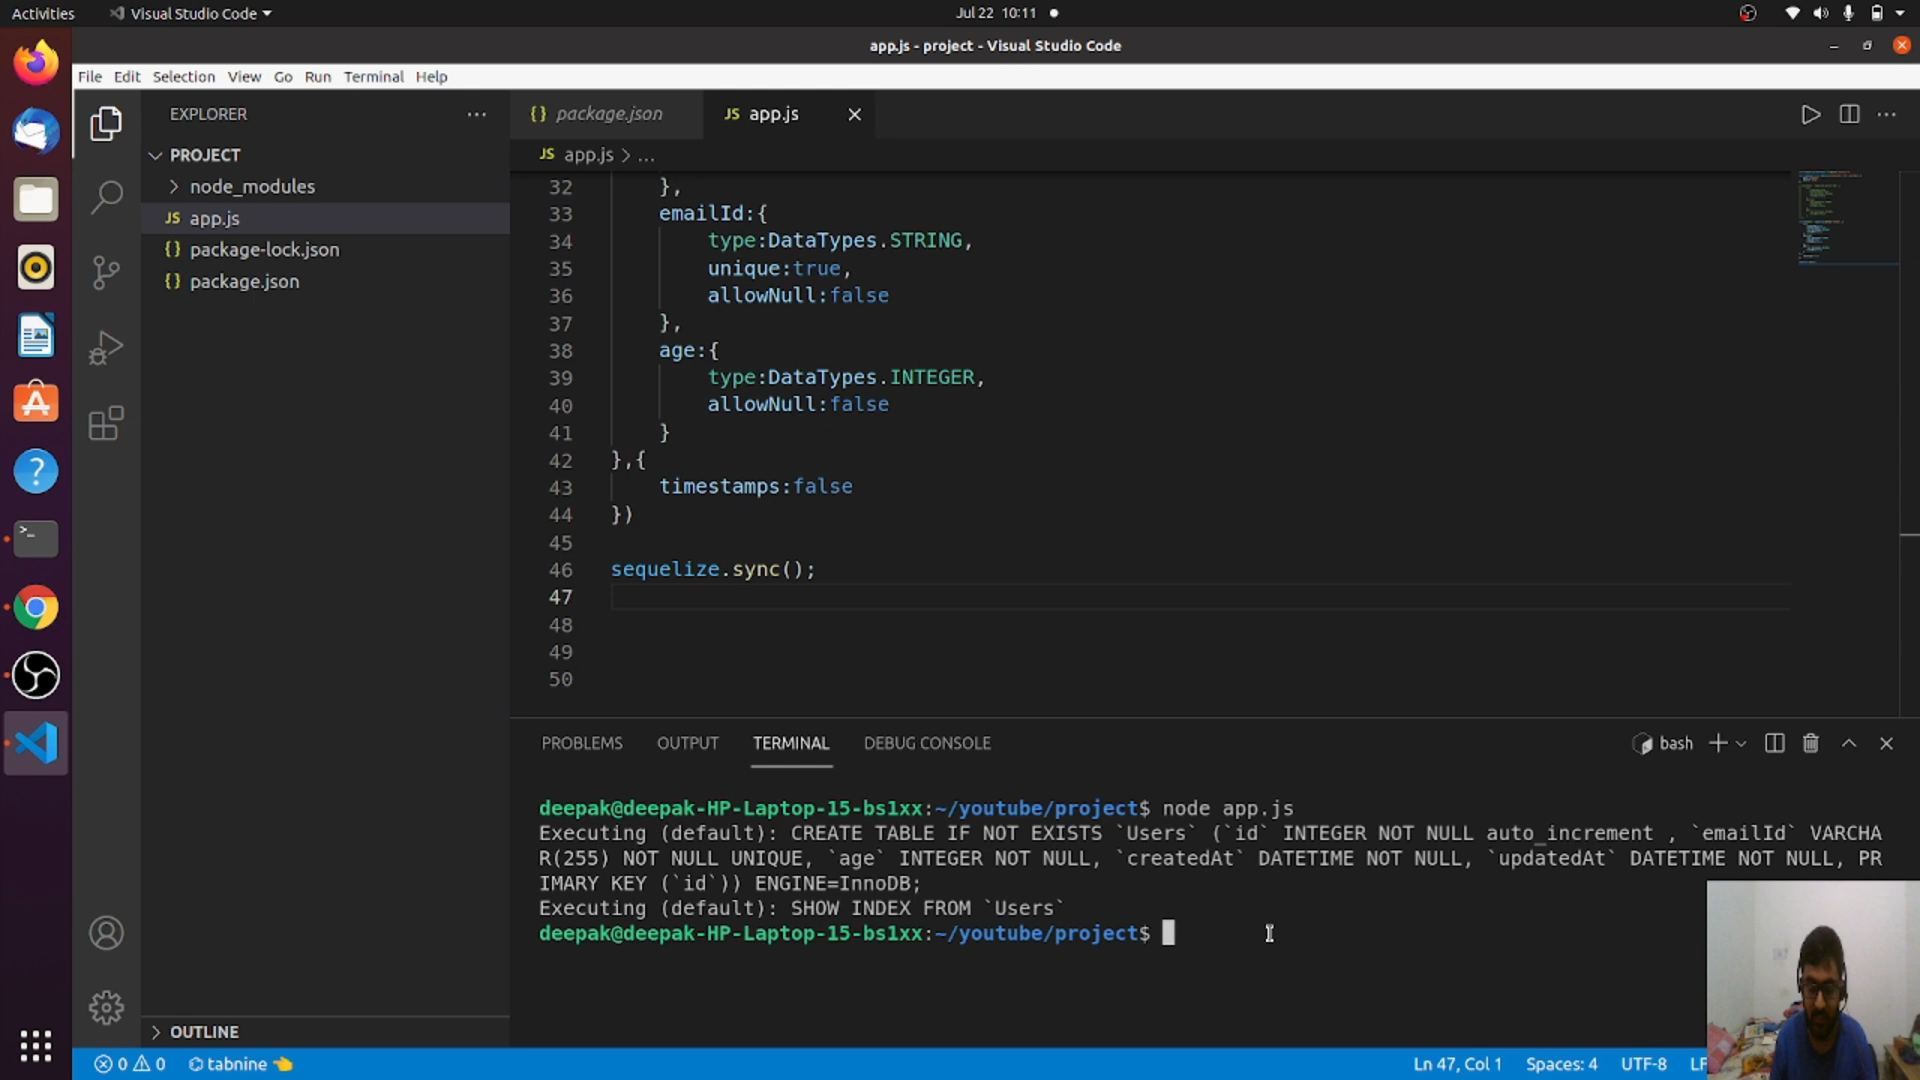 Activities
Visual Studio Code
Jul 22 10:11
app.js - project - Visual Studio Code
File Edit Selection View Go Run Terminal Help
EXPLORER
PROJECT
node_modules
JS app.js
{} package-lock.json
{} package.json
OUTLINE
{} package.json
JS app.js
JS app.js > ...
32 },
33 emailId:{
34 type:DataTypes.STRING,
35 unique:true,
36 allowNull:false
37 },
38 age:{
39 type:DataTypes.INTEGER,
40 allowNull:false
41 }
42 },{
43 timestamps:false
44 })
45
46 sequelize.sync();
47
48
49
50
PROBLEMS OUTPUT TERMINAL DEBUG CONSOLE
bash
deepak@deepak-HP-Laptop-15-bs1xx:~/youtube/project$ node app.js
Executing (default): CREATE TABLE IF NOT EXISTS `Users` (`id` INTEGER NOT NULL auto_increment , `emailId` VARCHA
R(255) NOT NULL UNIQUE, `age` INTEGER NOT NULL, `createdAt` DATETIME NOT NULL, `updatedAt` DATETIME NOT NULL, PR
IMARY KEY (`id`)) ENGINE=InnoDB;
Executing (default): SHOW INDEX FROM `Users`
deepak@deepak-HP-Laptop-15-bs1xx:~/youtube/project$
0 0 tabnine
Ln 47, Col 1 Spaces: 4 UTF-8 LF